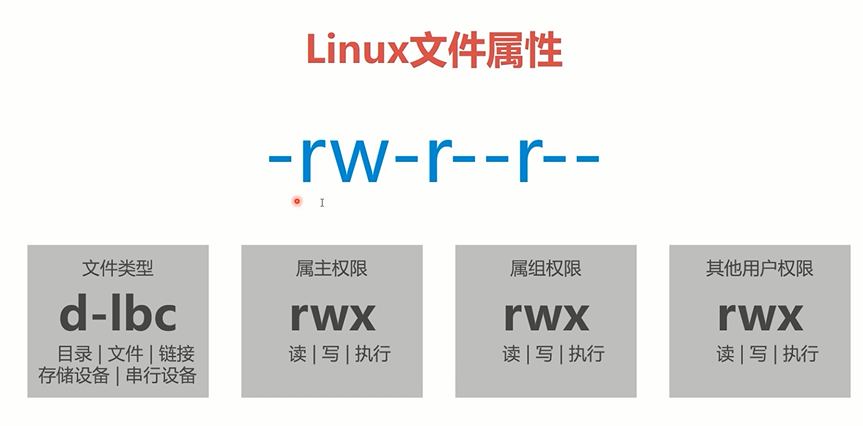 Linux文件属性
-rw-r--r--
文件类型
d-lbc
目录 | 文件 | 链接
存储设备 | 串行设备
属主权限
rwx
读 | 写 | 执行
属组权限
rwx
读 | 写 | 执行
其他用户权限
rwx
读 | 写 | 执行